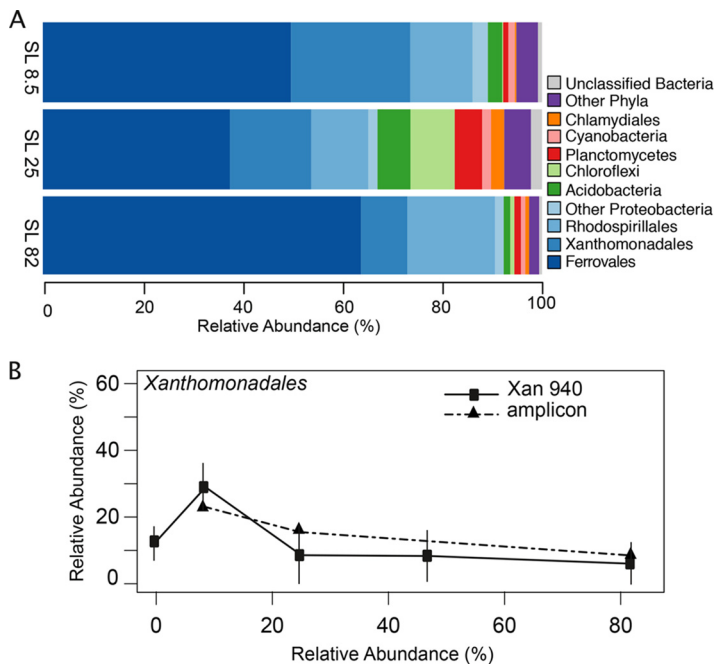 A
SL 8.5
SL 25
SL 82
Unclassified Bacteria
Other Phyla
Chlamydiales
Cyanobacteria
Planctomycetes
Chloroflexi
Acidobacteria
Other Proteobacteria
Rhodospirillales
Xanthomonadales
Ferrovales
0 20 40 60 80 100
Relative Abundance (%)
B
Xanthomonadales
Xan 940
amplicon
Relative Abundance (%)
60
40
20
0
0 20 40 60 80
Relative Abundance (%)